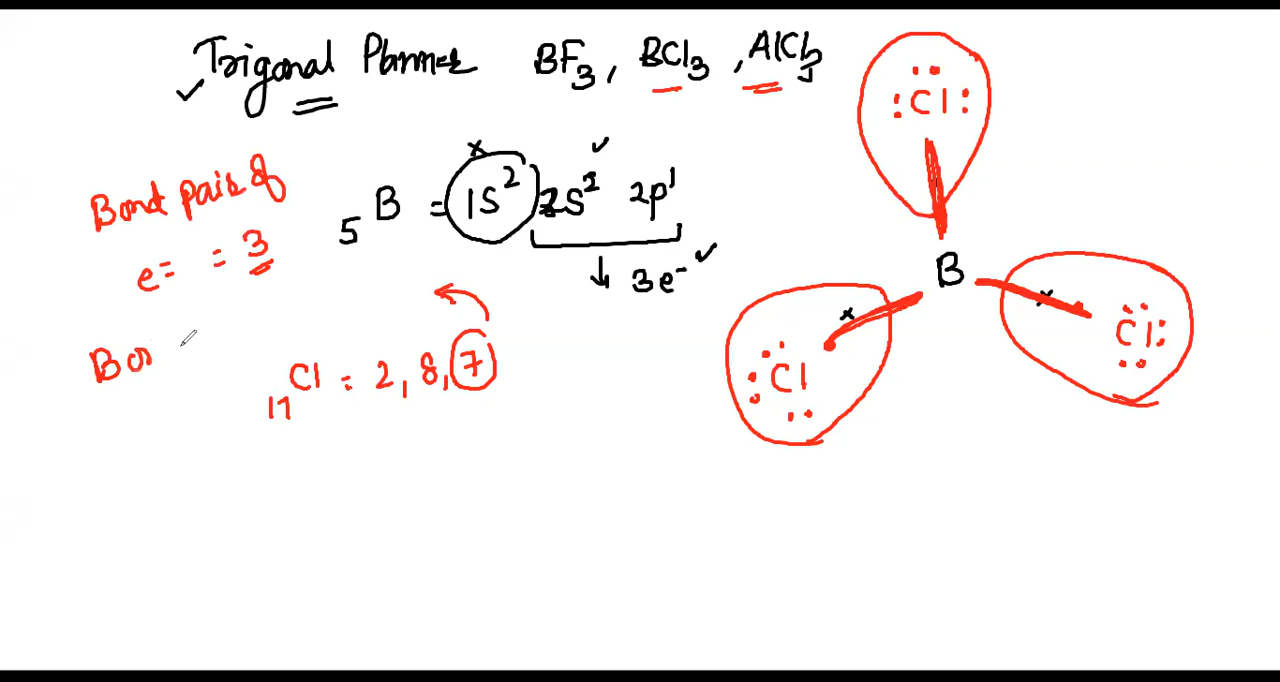 Trigonal Planner BF3, BCl3, AlCl3
Bond pair of
e= = 3
5B = 1S2 2S2 2p1
3e-
17Cl = 2, 8, 7
Bon
Cl
B
Cl
Cl